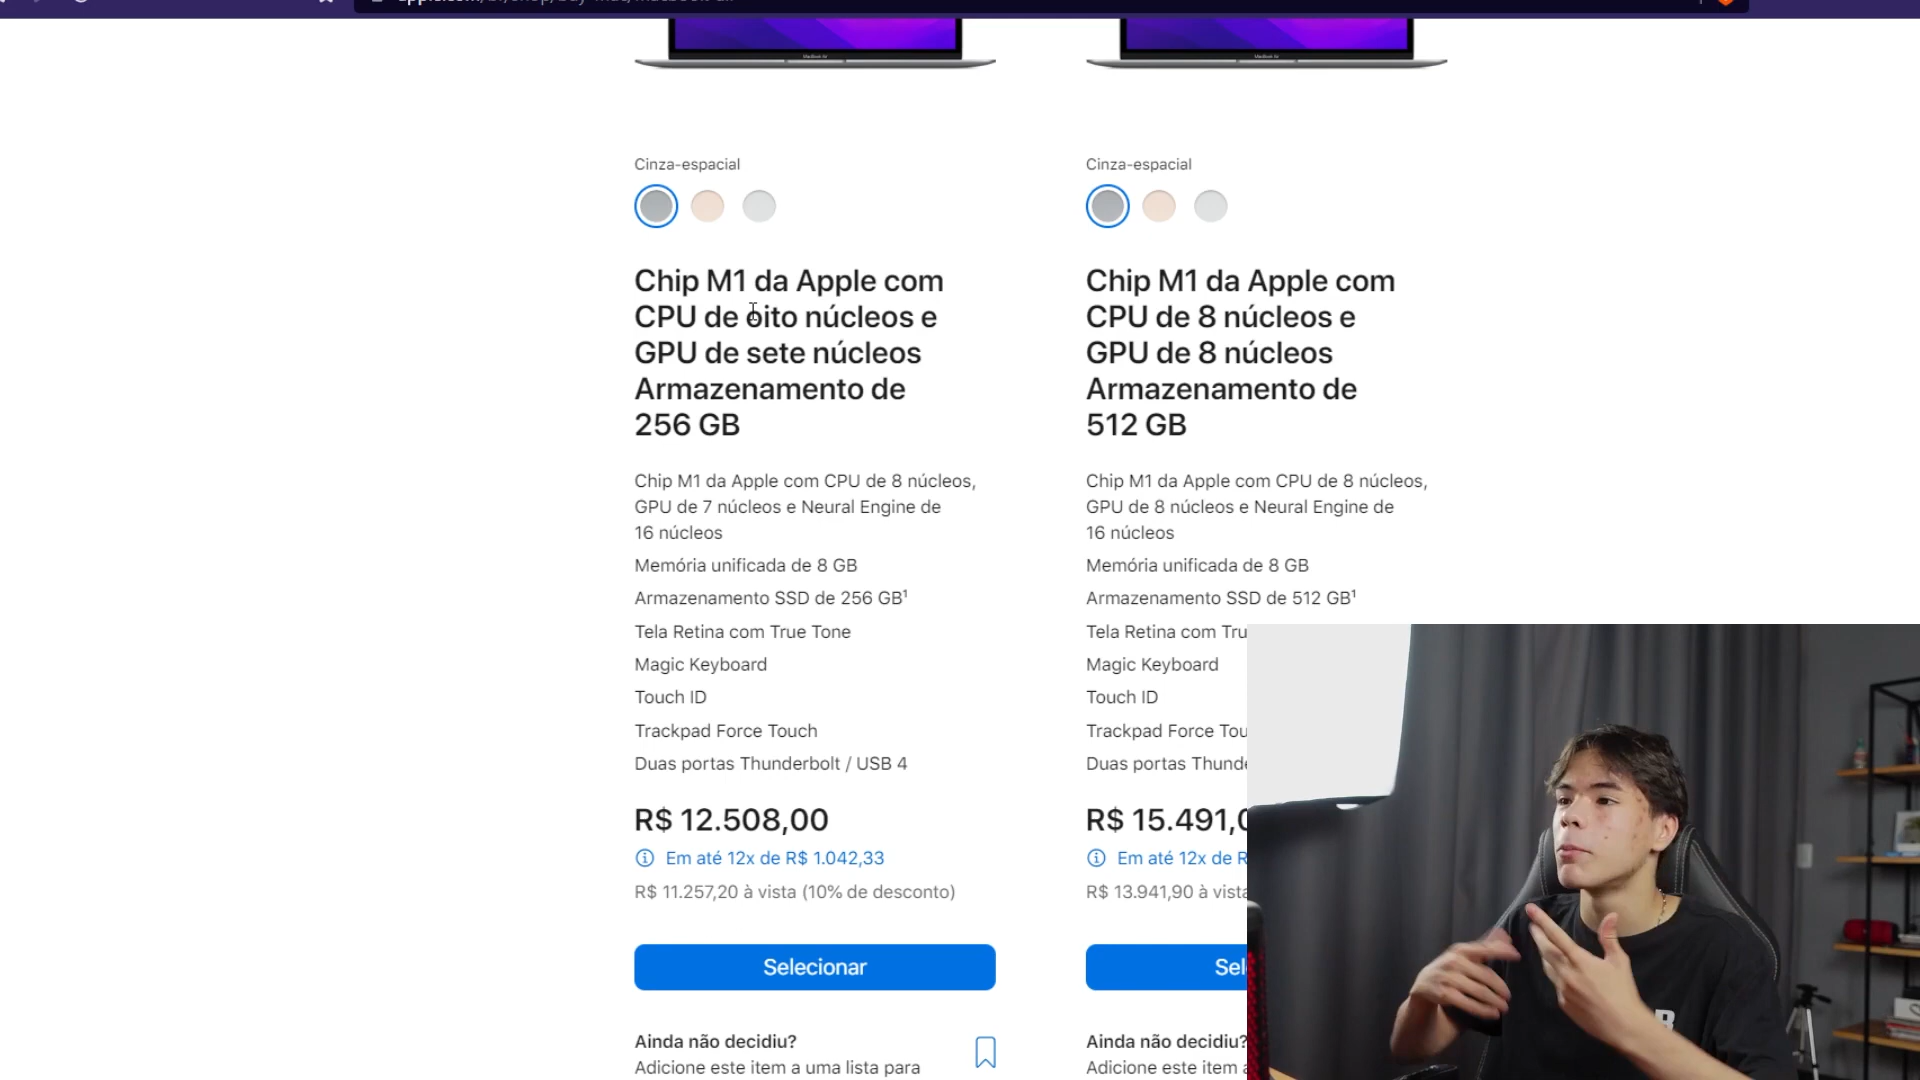 MacBook Air
Cinza-espacial
Chip M1 da Apple com
CPU de oito núcleos e
GPU de sete núcleos
Armazenamento de
256 GB
Chip M1 da Apple com CPU de 8 núcleos,
GPU de 7 núcleos e Neural Engine de
16 núcleos
Memória unificada de 8 GB
Armazenamento SSD de 256 GB¹
Tela Retina com True Tone
Magic Keyboard
Touch ID
Trackpad Force Touch
Duas portas Thunderbolt / USB 4
R$ 12.508,00
Em até 12x de R$ 1.042,33
R$ 11.257,20 à vista (10% de desconto)
Selecionar
Ainda não decidiu?
Adicione este item a uma lista para
MacBook Air
Cinza-espacial
Chip M1 da Apple com
CPU de 8 núcleos e
GPU de 8 núcleos
Armazenamento de
512 GB
Chip M1 da Apple com CPU de 8 núcleos,
GPU de 8 núcleos e Neural Engine de
16 núcleos
Memória unificada de 8 GB
Armazenamento SSD de 512 GB¹
Tela Retina com Tru
Magic Keyboard
Touch ID
Trackpad Force Tou
Duas portas Thunde
R$ 15.491,0
Em até 12x de R
R$ 13.941,90 à vista
Sel
Ainda não decidiu?
Adicione este item a